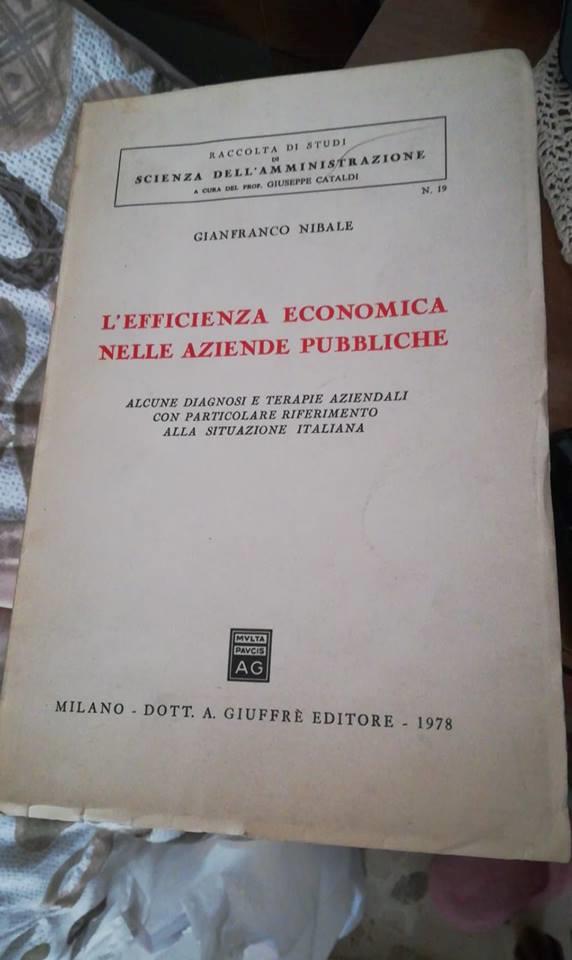 RACCOLTA DI STUDI
DI
SCIENZA DELL'AMMINISTRAZIONE
A CURA DEL PROF. GIUSEPPE CATALDI
N. 19
GIANFRANCO NIBALE
L'EFFICIENZA ECONOMICA
NELLE AZIENDE PUBBLICHE
ALCUNE DIAGNOSI E TERAPIE AZIENDALI
CON PARTICOLARE RIFERIMENTO
ALLA SITUAZIONE ITALIANA
MVLTA
PAVCIS
AG
MILANO - DOTT. A. GIUFFRÈ EDITORE - 1978